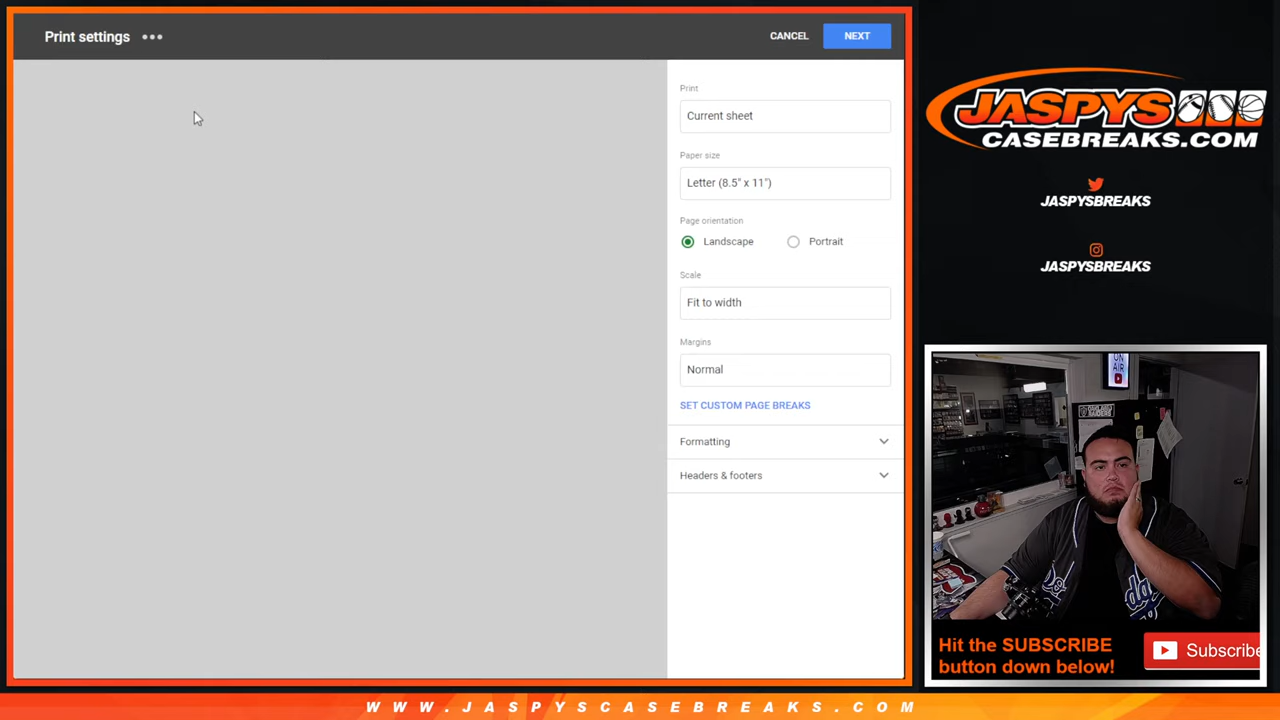 Print settings
CANCEL
NEXT
Print
Current sheet
Paper size
Letter (8.5" x 11")
Page orientation
Landscape
Portrait
Scale
Fit to width
Margins
Normal
SET CUSTOM PAGE BREAKS
Formatting
Headers & footers
JASPYS
CASEBREAKS.COM
JASPYSBREAKS
JASPYSBREAKS
ON
AIR
OAKLAND
RAIDERS
Hit the SUBSCRIBE
button down below!
Subscribe
WWW.JASPYSCASEBREAKS.COM